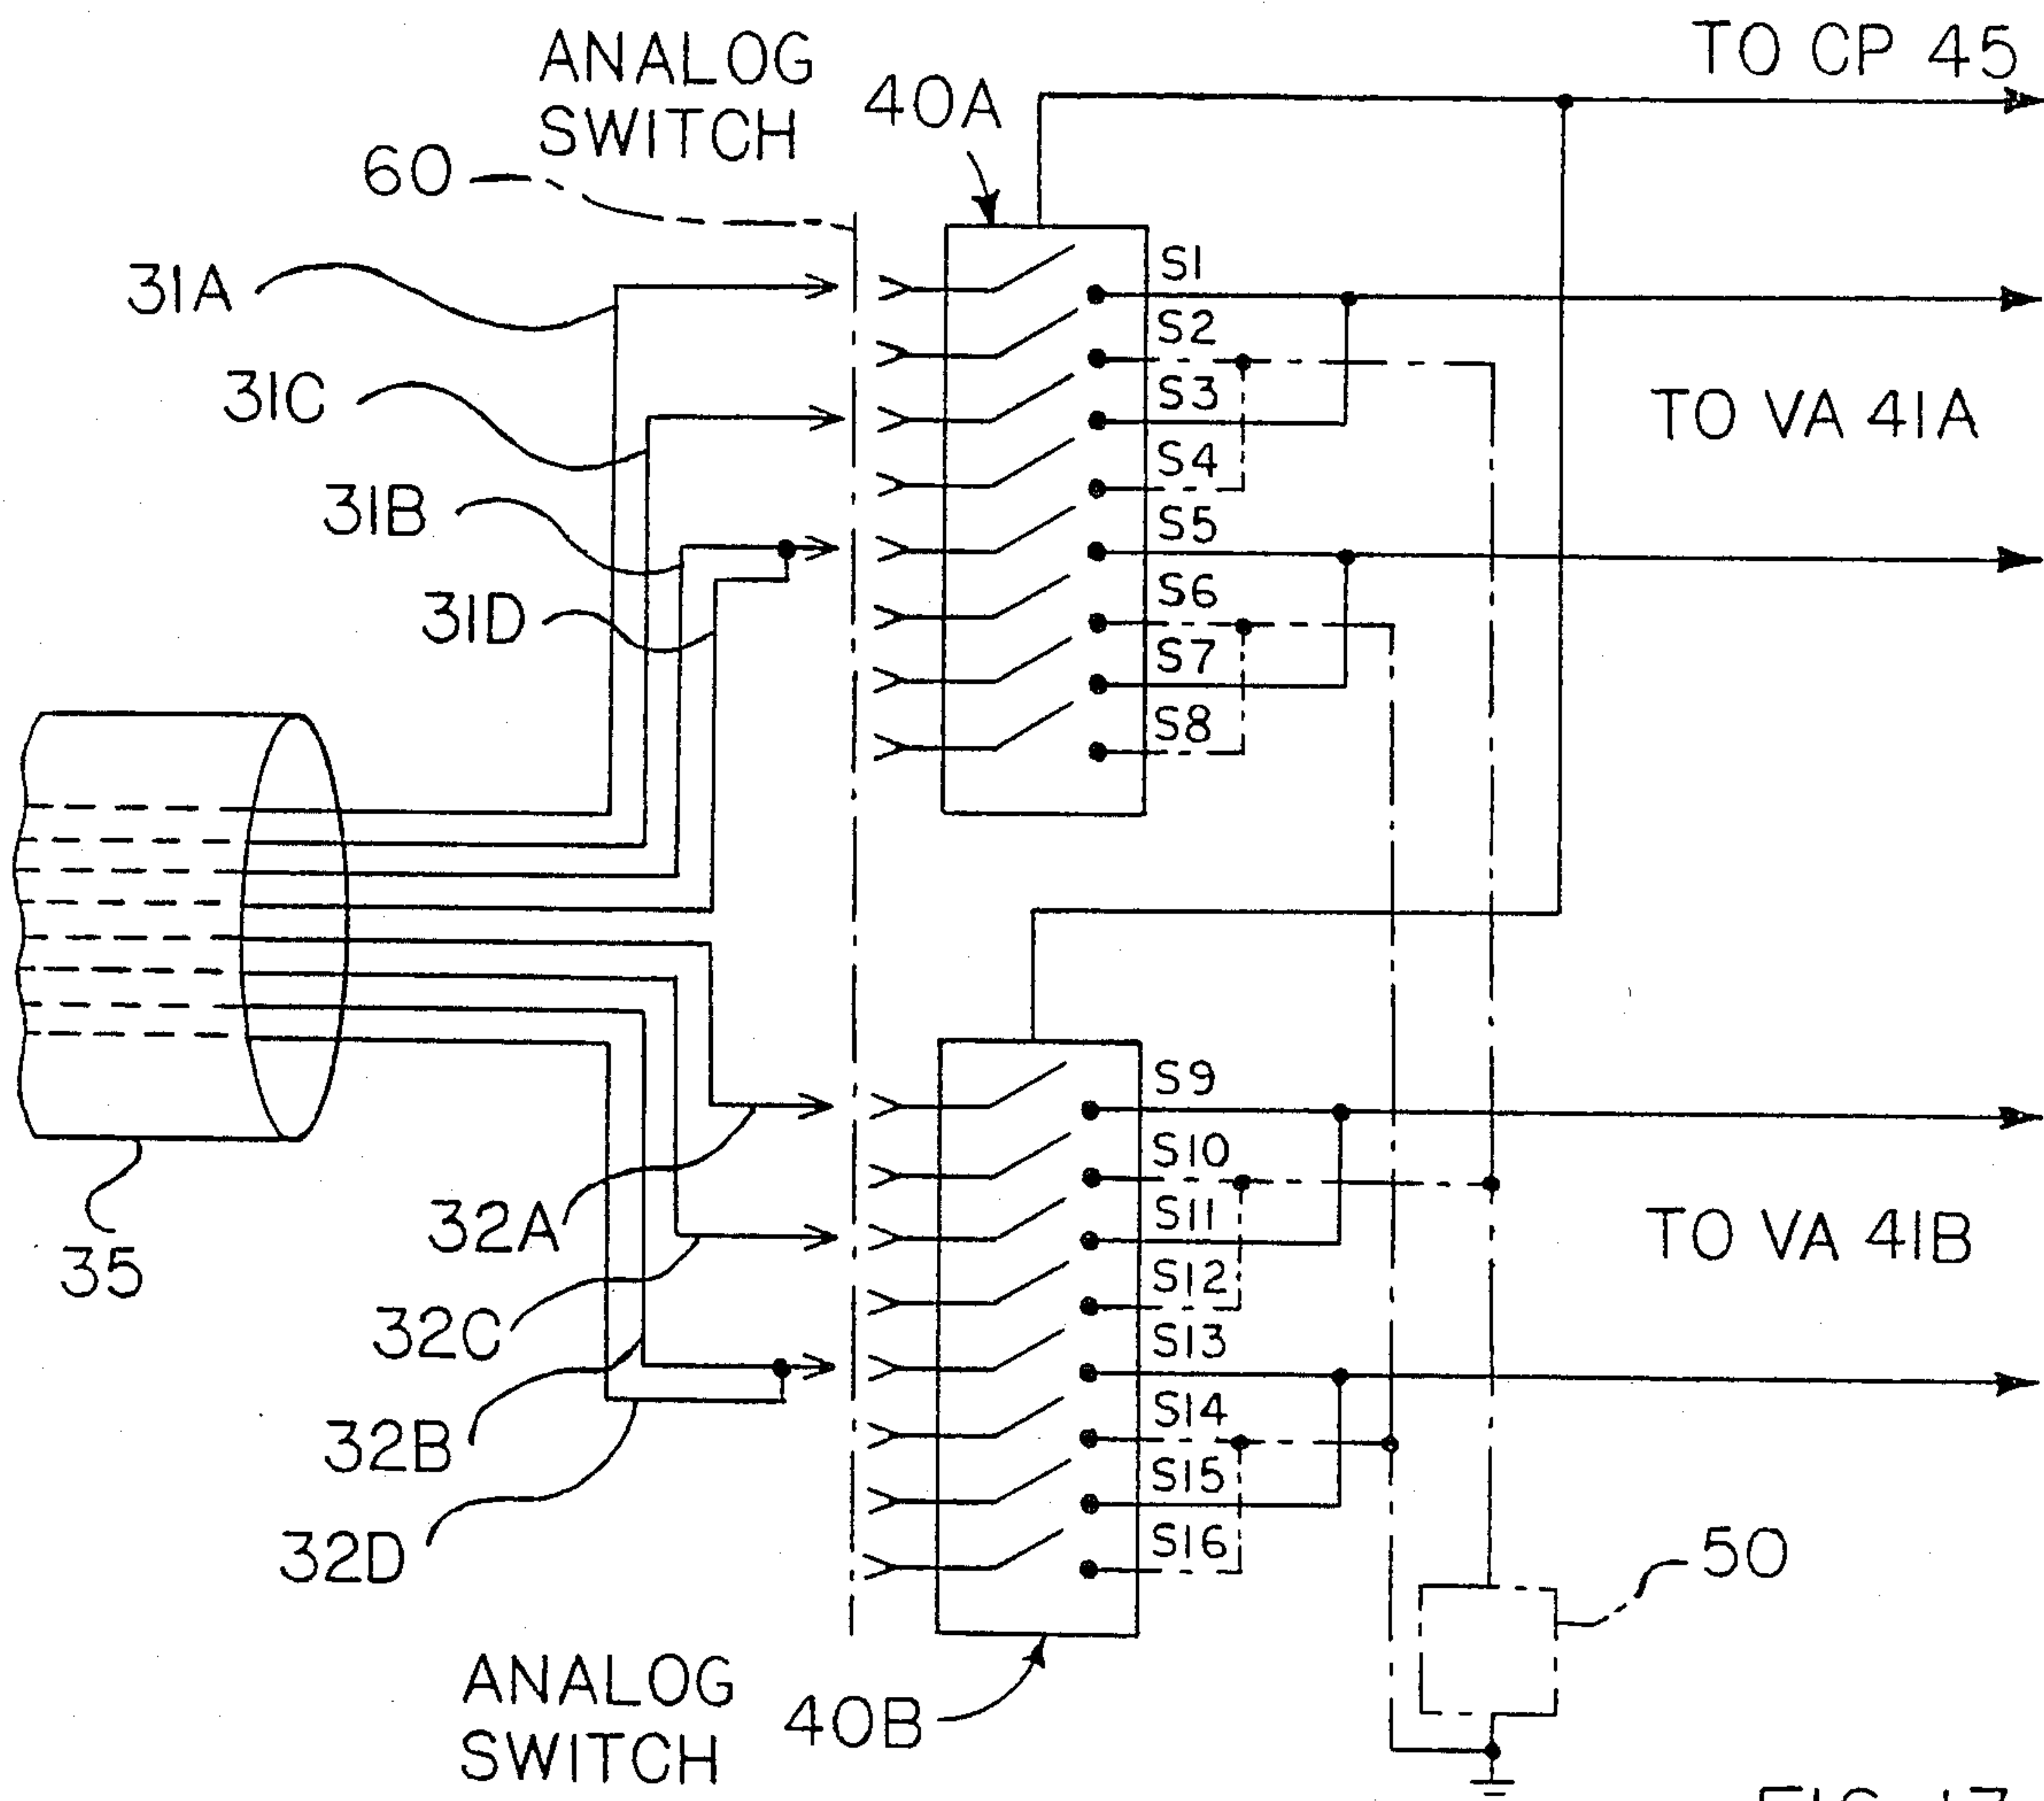 TO CP 45
ANALOG
SWITCH
40A
60
S1
31A
S2
31C
S3
TO VA 41A
S4
31B
S5
S6
31D
S7
S8
S9
S10
32A
S11
TO VA 41B
35
S12
32C
S13
S14
32B
S15
S16
50
32D
ANALOG
SWITCH
40B